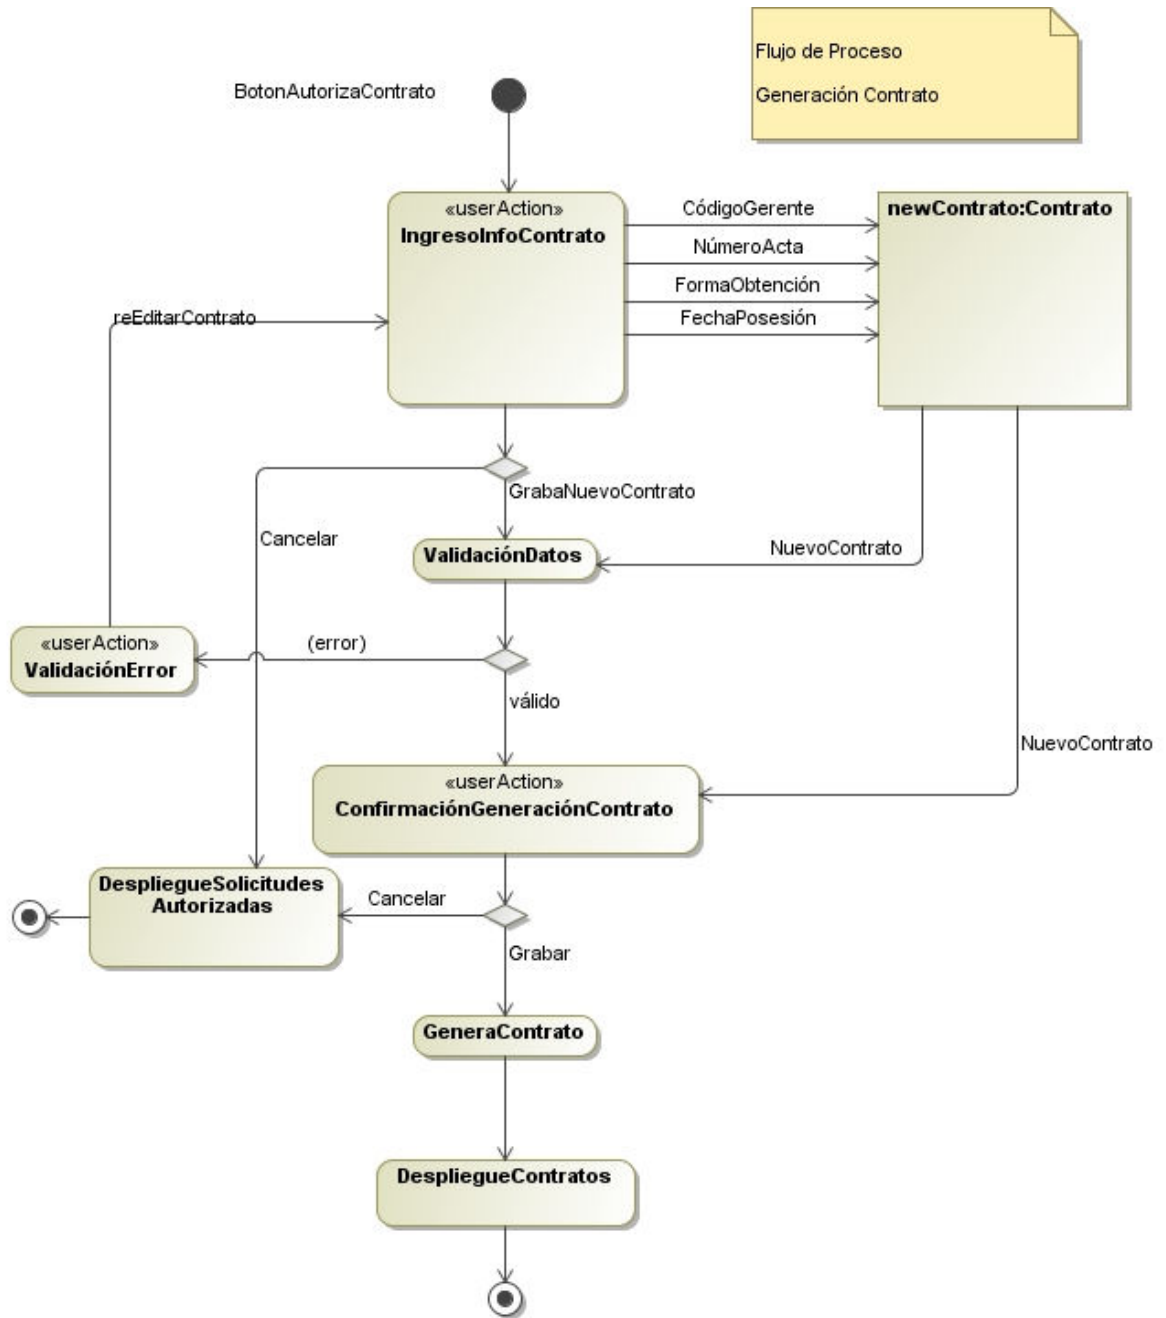 Flujo de Proceso
Generación Contrato
BotonAutorizaContrato
«userAction»
IngresoInfoContrato
CódigoGerente
NúmeroActa
FormaObtención
FechaPosesión
newContrato:Contrato
reEditarContrato
GrabaNuevoContrato
Cancelar
ValidaciónDatos
NuevoContrato
«userAction»
ValidaciónError
(error)
válido
NuevoContrato
«userAction»
ConfirmaciónGeneraciónContrato
DespliegueSolicitudes
Autorizadas
Cancelar
Grabar
GeneraContrato
DespliegueContratos